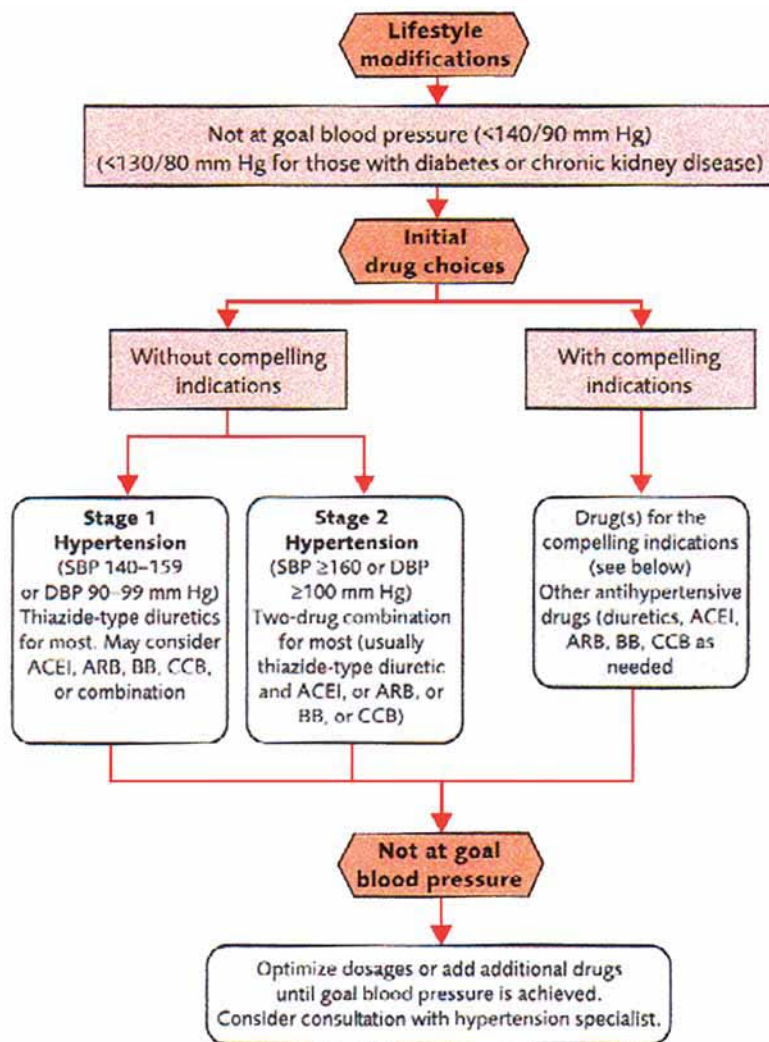 Lifestyle
modifications
Not at goal blood pressure (<140/90 mm Hg)
(<130/80 mm Hg for those with diabetes or chronic kidney disease)
Initial
drug choices
Without compelling
indications
With compelling
indications
Stage 1
Hypertension
(SBP 140–159
or DBP 90–99 mm Hg)
Thiazide-type diuretics
for most. May consider
ACEI, ARB, BB, CCB,
or combination
Stage 2
Hypertension
(SBP ≥160 or DBP
≥100 mm Hg)
Two-drug combination
for most (usually
thiazide-type diuretic
and ACEI, or ARB, or
BB, or CCB)
Drug(s) for the
compelling indications
(see below)
Other antihypertensive
drugs (diuretics, ACEI,
ARB, BB, CCB as
needed
Not at goal
blood pressure
Optimize dosages or add additional drugs
until goal blood pressure is achieved.
Consider consultation with hypertension specialist.